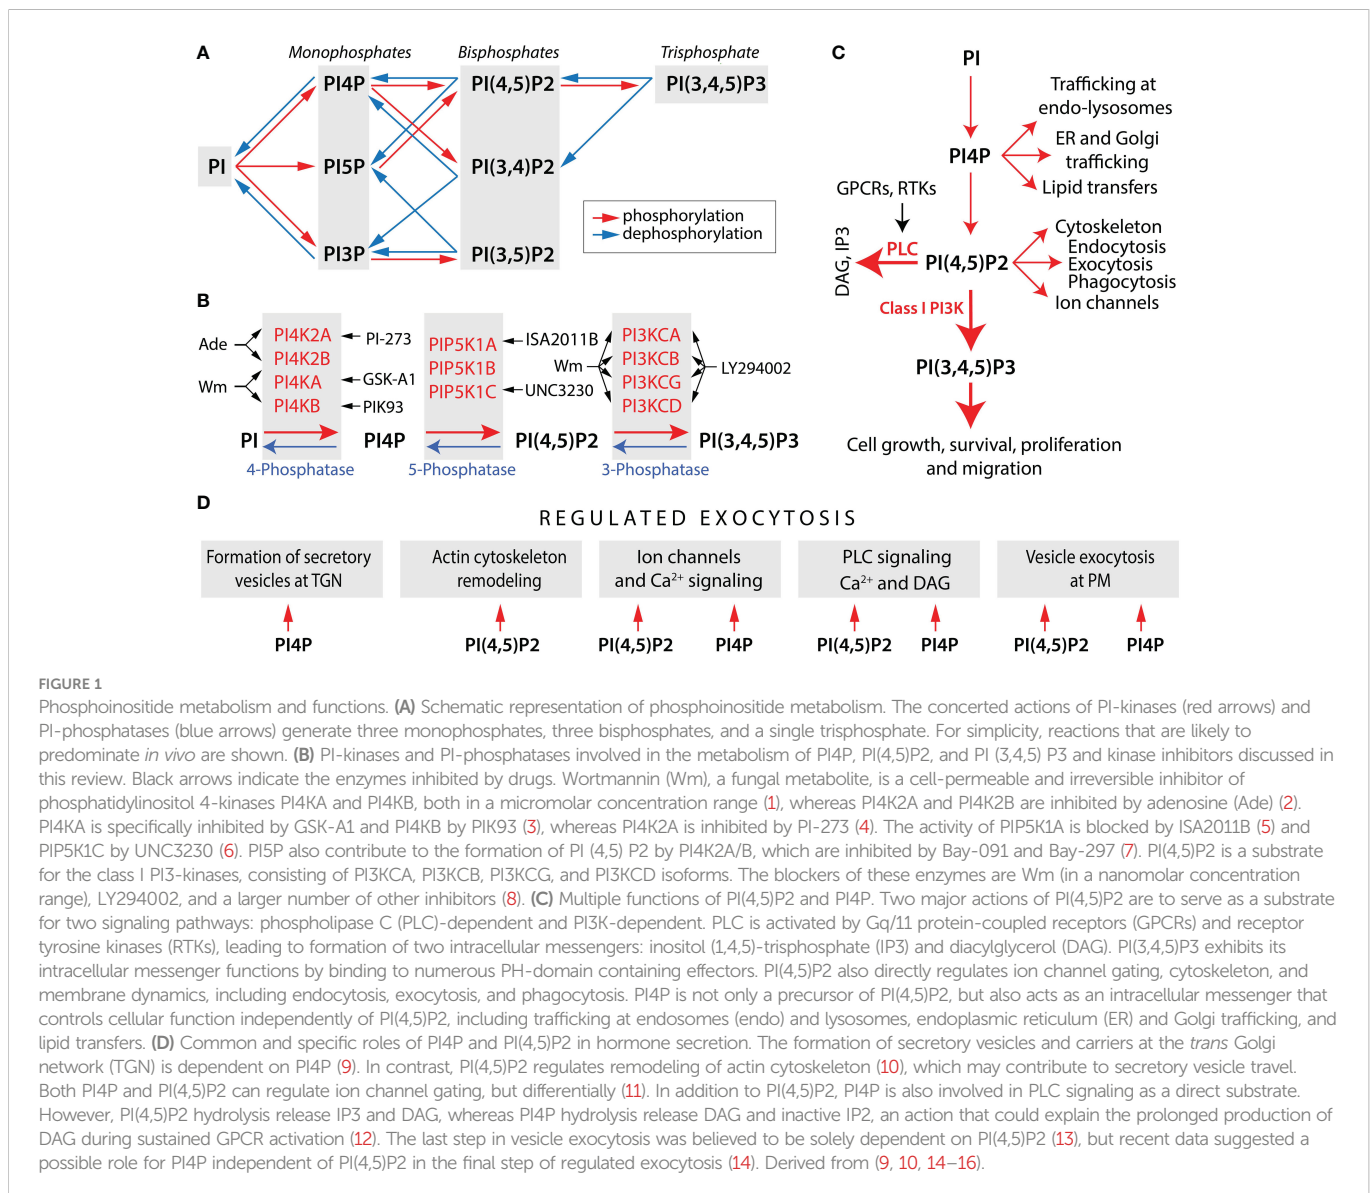 A
Monophosphates
Bisphosphates
Trisphosphate
PI4P
PI(4,5)P2
PI(3,4,5)P3
PI
PI5P
PI(3,4)P2
PI3P
PI(3,5)P2
phosphorylation
dephosphorylation
B
Ade
Wm
PI4K2A
PI4K2B
PI4KA
PI4KB
PI-273
GSK-A1
PIK93
PIP5K1A
PIP5K1B
PIP5K1C
ISA2011B
Wm
UNC3230
PI3KCA
PI3KCB
PI3KCG
PI3KCD
LY294002
PI
PI4P
PI(4,5)P2
PI(3,4,5)P3
4-Phosphatase
5-Phosphatase
3-Phosphatase
C
PI
Trafficking at
endo-lysosomes
PI4P
ER and Golgi
trafficking
Lipid transfers
GPCRs, RTKs
DAG, IP3
PLC
PI(4,5)P2
Cytoskeleton
Endocytosis
Exocytosis
Phagocytosis
Ion channels
Class I PI3K
PI(3,4,5)P3
Cell growth, survival, proliferation
and migration
D
REGULATED EXOCYTOSIS
Formation of secretory
vesicles at TGN
Actin cytoskeleton
remodeling
Ion channels
and Ca²⁺ signaling
PLC signaling
Ca²⁺ and DAG
Vesicle exocytosis
at PM
PI4P
PI(4,5)P2
PI(4,5)P2
PI4P
PI(4,5)P2
PI4P
PI(4,5)P2
PI4P
FIGURE 1
Phosphoinositide metabolism and functions. (A) Schematic representation of phosphoinositide metabolism. The concerted actions of PI-kinases (red arrows) and
PI-phosphatases (blue arrows) generate three monophosphates, three bisphosphates, and a single trisphosphate. For simplicity, reactions that are likely to
predominate in vivo are shown. (B) PI-kinases and PI-phosphatases involved in the metabolism of PI4P, PI(4,5)P2, and PI (3,4,5) P3 and kinase inhibitors discussed in
this review. Black arrows indicate the enzymes inhibited by drugs. Wortmannin (Wm), a fungal metabolite, is a cell-permeable and irreversible inhibitor of
phosphatidylinositol 4-kinases PI4KA and PI4KB, both in a micromolar concentration range (1), whereas PI4K2A and PI4K2B are inhibited by adenosine (Ade) (2).
PI4KA is specifically inhibited by GSK-A1 and PI4KB by PIK93 (3), whereas PI4K2A is inhibited by PI-273 (4). The activity of PIP5K1A is blocked by ISA2011B (5) and
PIP5K1C by UNC3230 (6). PI5P also contribute to the formation of PI (4,5) P2 by PI4K2A/B, which are inhibited by Bay-091 and Bay-297 (7). PI(4,5)P2 is a substrate
for the class I PI3-kinases, consisting of PI3KCA, PI3KCB, PI3KCG, and PI3KCD isoforms. The blockers of these enzymes are Wm (in a nanomolar concentration
range), LY294002, and a larger number of other inhibitors (8). (C) Multiple functions of PI(4,5)P2 and PI4P. Two major actions of PI(4,5)P2 are to serve as a substrate
for two signaling pathways: phospholipase C (PLC)-dependent and PI3K-dependent. PLC is activated by Gq/11 protein-coupled receptors (GPCRs) and receptor
tyrosine kinases (RTKs), leading to formation of two intracellular messengers: inositol (1,4,5)-trisphosphate (IP3) and diacylglycerol (DAG). PI(3,4,5)P3 exhibits its
intracellular messenger functions by binding to numerous PH-domain containing effectors. PI(4,5)P2 also directly regulates ion channel gating, cytoskeleton, and
membrane dynamics, including endocytosis, exocytosis, and phagocytosis. PI4P is not only a precursor of PI(4,5)P2, but also acts as an intracellular messenger that
controls cellular function independently of PI(4,5)P2, including trafficking at endosomes (endo) and lysosomes, endoplasmic reticulum (ER) and Golgi trafficking, and
lipid transfers. (D) Common and specific roles of PI4P and PI(4,5)P2 in hormone secretion. The formation of secretory vesicles and carriers at the trans Golgi
network (TGN) is dependent on PI4P (9). In contrast, PI(4,5)P2 regulates remodeling of actin cytoskeleton (10), which may contribute to secretory vesicle travel.
Both PI4P and PI(4,5)P2 can regulate ion channel gating, but differentially (11). In addition to PI(4,5)P2, PI4P is also involved in PLC signaling as a direct substrate.
However, PI(4,5)P2 hydrolysis release IP3 and DAG, whereas PI4P hydrolysis release DAG and inactive IP2, an action that could explain the prolonged production of
DAG during sustained GPCR activation (12). The last step in vesicle exocytosis was believed to be solely dependent on PI(4,5)P2 (13), but recent data suggested a
possible role for PI4P independent of PI(4,5)P2 in the final step of regulated exocytosis (14). Derived from (9, 10, 14–16).